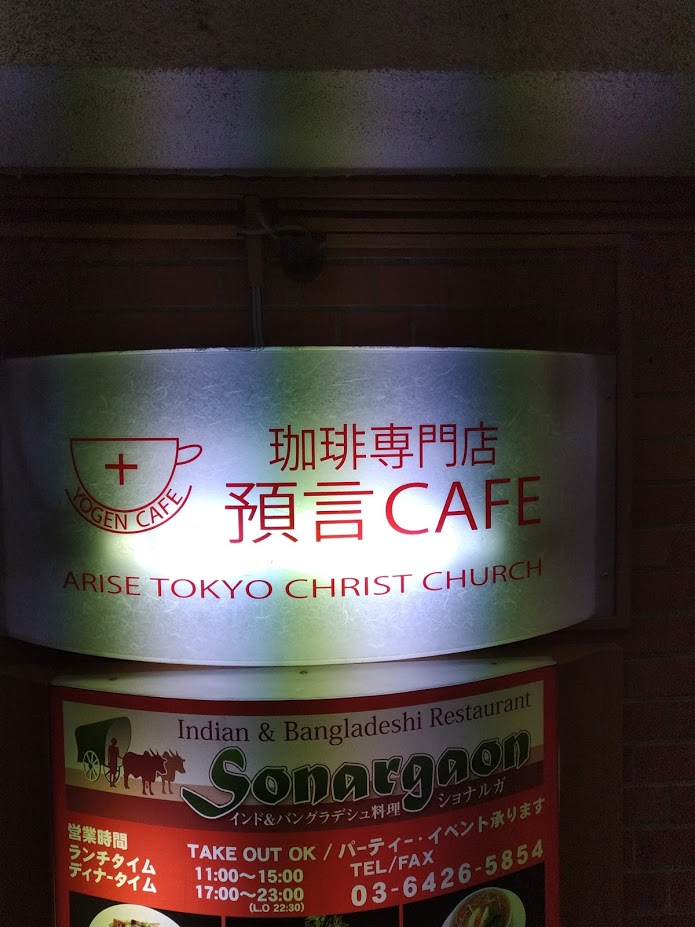 珈琲専門店
YOGEN CAFE
預言CAFE
ARISE TOKYO CHRIST CHURCH
Indian & Bangladeshi Restaurant
Sonargaon
インド&バングラデシュ料理 ショナルガ
営業時間
ランチタイム
ディナータイム
TAKE OUT OK / パーティー・イベント承ります
11:00～15:00
17:00～23:00
(L.O 22:30)
TEL/FAX
03-6426-5854